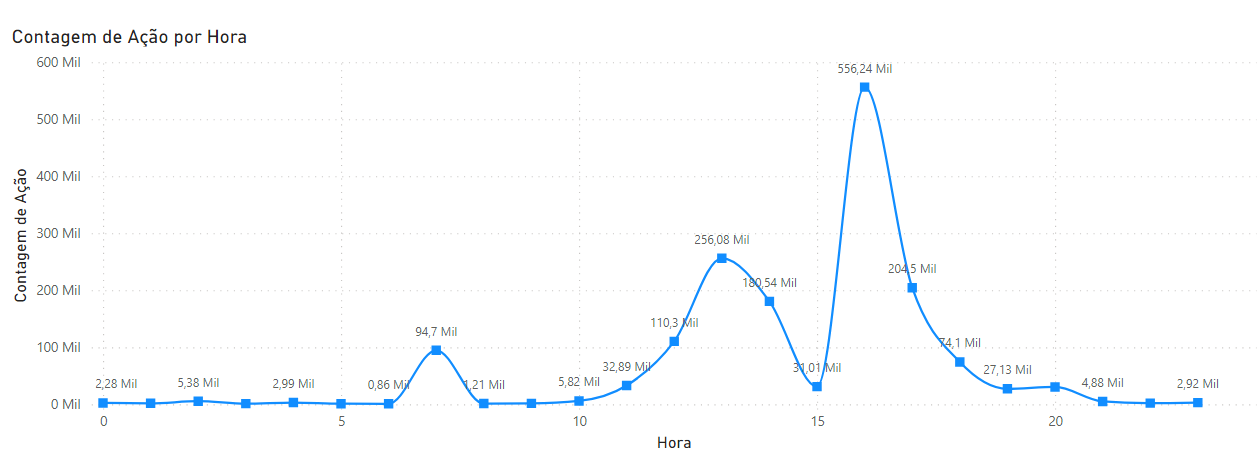 Contagem de Ação por Hora
600 Mil
500 Mil
400 Mil
300 Mil
200 Mil
100 Mil
0 Mil
Contagem de Ação
2,28 Mil
5,38 Mil
2,99 Mil
0,86 Mil
94,7 Mil
1,21 Mil
5,82 Mil
32,89 Mil
110,3 Mil
256,08 Mil
180,54 Mil
31,01 Mil
556,24 Mil
204,5 Mil
74,1 Mil
27,13 Mil
4,88 Mil
2,92 Mil
0
5
10
15
20
Hora